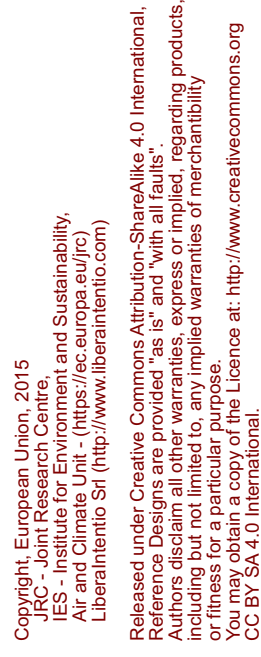 Copyright, European Union, 2015
JRC - Joint Research Centre,
IES - Institute for Environment and Sustainability,
Air and Climate Unit - (https://ec.europa.eu/jrc)
LiberaIntentio Srl (http://www.liberaintentio.com)
Released under Creative Commons Attribution-ShareAlike 4.0 International,
Reference Designs are provided "as is" and "with all faults".
Authors disclaim all other warranties, express or implied, regarding products,
including but not limited to, any implied warranties of merchantibility
or fitness for a particular purpose.
You may obtain a copy of the Licence at: http://www.creativecommons.org
CC BY SA 4.0 International.